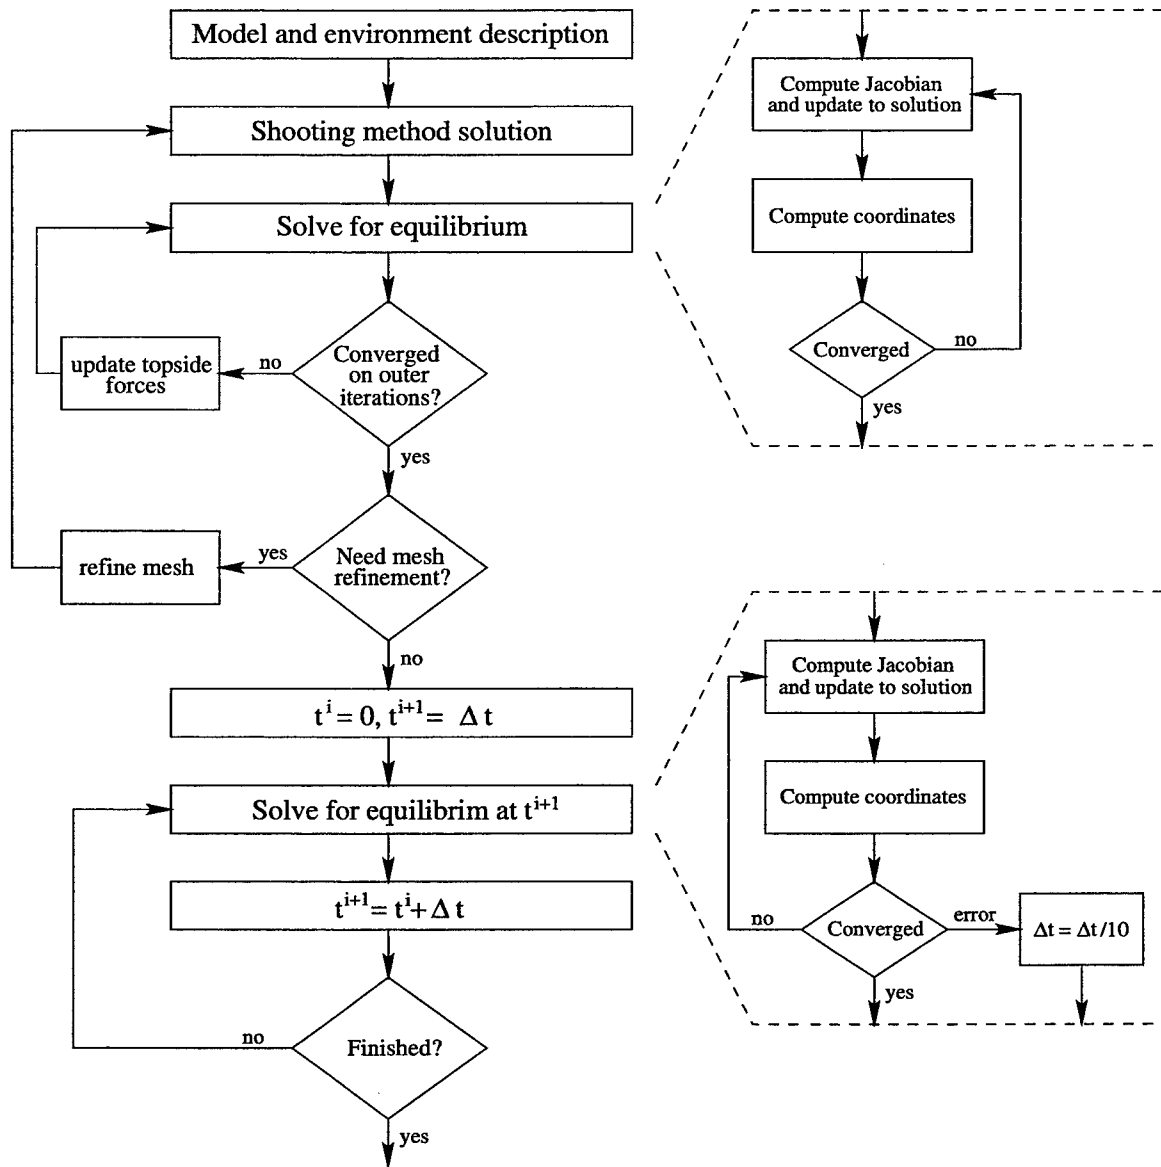 Model and environment description
Shooting method solution
Solve for equilibrium
Converged
on outer
iterations?
no
update topside
forces
yes
Need mesh
refinement?
yes
refine mesh
no
t^i = 0, t^{i+1} = Δ t
Solve for equilibrim at t^{i+1}
t^{i+1} = t^i + Δ t
Finished?
no
yes
Compute Jacobian
and update to solution
Compute coordinates
Converged
no
yes
Compute Jacobian
and update to solution
Compute coordinates
Converged
no
error
Δt = Δt /10
yes